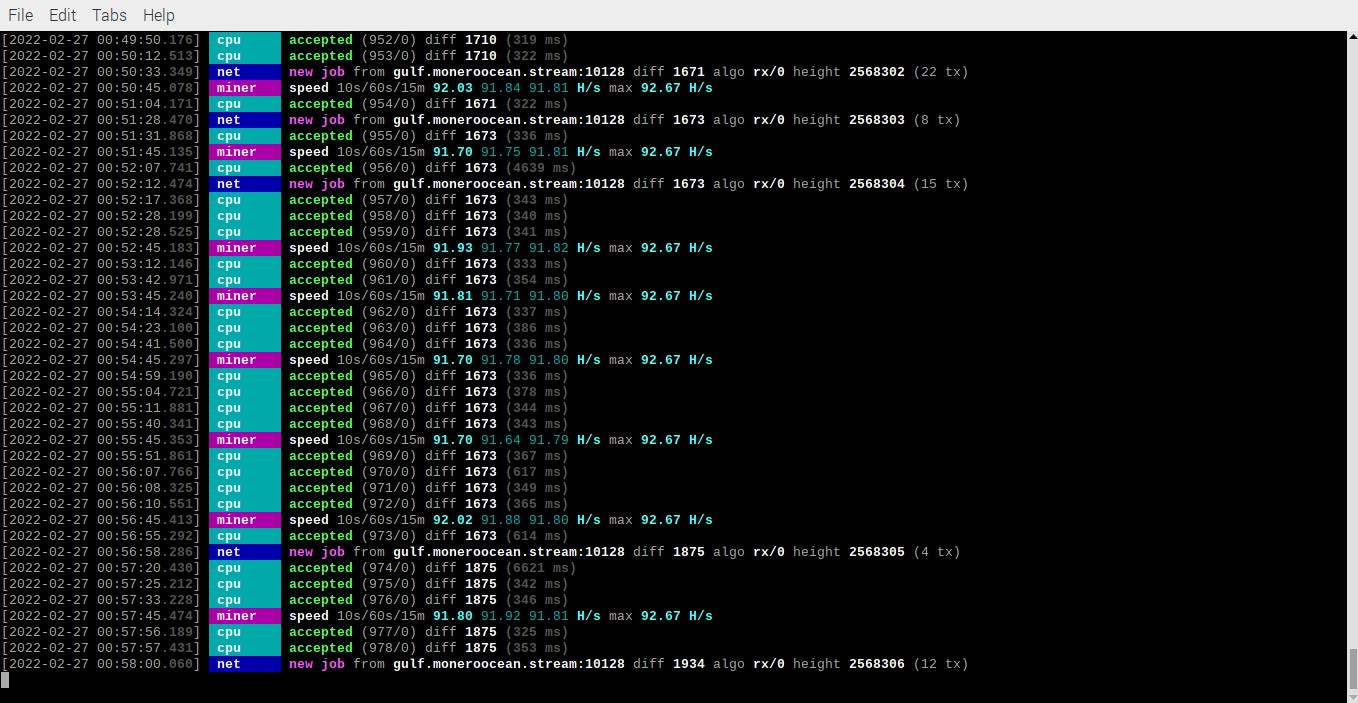 File Edit Tabs Help
[2022-02-27 00:49:50.176] cpu accepted (952/0) diff 1710 (319 ms)
[2022-02-27 00:50:12.513] cpu accepted (953/0) diff 1710 (322 ms)
[2022-02-27 00:50:33.349] net new job from gulf.moneroocean.stream:10128 diff 1671 algo rx/0 height 2568302 (22 tx)
[2022-02-27 00:50:45.078] miner speed 10s/60s/15m 92.03 91.84 91.81 H/s max 92.67 H/s
[2022-02-27 00:51:04.171] cpu accepted (954/0) diff 1671 (322 ms)
[2022-02-27 00:51:28.470] net new job from gulf.moneroocean.stream:10128 diff 1673 algo rx/0 height 2568303 (8 tx)
[2022-02-27 00:51:31.868] cpu accepted (955/0) diff 1673 (336 ms)
[2022-02-27 00:51:45.135] miner speed 10s/60s/15m 91.70 91.75 91.81 H/s max 92.67 H/s
[2022-02-27 00:52:07.741] cpu accepted (956/0) diff 1673 (4639 ms)
[2022-02-27 00:52:12.474] net new job from gulf.moneroocean.stream:10128 diff 1673 algo rx/0 height 2568304 (15 tx)
[2022-02-27 00:52:17.368] cpu accepted (957/0) diff 1673 (343 ms)
[2022-02-27 00:52:28.199] cpu accepted (958/0) diff 1673 (340 ms)
[2022-02-27 00:52:28.525] cpu accepted (959/0) diff 1673 (341 ms)
[2022-02-27 00:52:45.183] miner speed 10s/60s/15m 91.93 91.77 91.82 H/s max 92.67 H/s
[2022-02-27 00:53:12.146] cpu accepted (960/0) diff 1673 (333 ms)
[2022-02-27 00:53:42.971] cpu accepted (961/0) diff 1673 (354 ms)
[2022-02-27 00:53:45.240] miner speed 10s/60s/15m 91.81 91.71 91.80 H/s max 92.67 H/s
[2022-02-27 00:54:14.324] cpu accepted (962/0) diff 1673 (337 ms)
[2022-02-27 00:54:23.100] cpu accepted (963/0) diff 1673 (386 ms)
[2022-02-27 00:54:41.500] cpu accepted (964/0) diff 1673 (336 ms)
[2022-02-27 00:54:45.297] miner speed 10s/60s/15m 91.70 91.78 91.80 H/s max 92.67 H/s
[2022-02-27 00:54:59.190] cpu accepted (965/0) diff 1673 (336 ms)
[2022-02-27 00:55:04.721] cpu accepted (966/0) diff 1673 (378 ms)
[2022-02-27 00:55:11.881] cpu accepted (967/0) diff 1673 (344 ms)
[2022-02-27 00:55:40.341] cpu accepted (968/0) diff 1673 (343 ms)
[2022-02-27 00:55:45.353] miner speed 10s/60s/15m 91.70 91.64 91.79 H/s max 92.67 H/s
[2022-02-27 00:55:51.861] cpu accepted (969/0) diff 1673 (367 ms)
[2022-02-27 00:56:07.766] cpu accepted (970/0) diff 1673 (617 ms)
[2022-02-27 00:56:08.325] cpu accepted (971/0) diff 1673 (349 ms)
[2022-02-27 00:56:10.551] cpu accepted (972/0) diff 1673 (365 ms)
[2022-02-27 00:56:45.413] miner speed 10s/60s/15m 92.02 91.88 91.80 H/s max 92.67 H/s
[2022-02-27 00:56:55.292] cpu accepted (973/0) diff 1673 (614 ms)
[2022-02-27 00:56:58.286] net new job from gulf.moneroocean.stream:10128 diff 1875 algo rx/0 height 2568305 (4 tx)
[2022-02-27 00:57:20.430] cpu accepted (974/0) diff 1875 (6621 ms)
[2022-02-27 00:57:25.212] cpu accepted (975/0) diff 1875 (342 ms)
[2022-02-27 00:57:33.228] cpu accepted (976/0) diff 1875 (346 ms)
[2022-02-27 00:57:45.474] miner speed 10s/60s/15m 91.80 91.92 91.81 H/s max 92.67 H/s
[2022-02-27 00:57:56.189] cpu accepted (977/0) diff 1875 (325 ms)
[2022-02-27 00:57:57.431] cpu accepted (978/0) diff 1875 (353 ms)
[2022-02-27 00:58:00.060] net new job from gulf.moneroocean.stream:10128 diff 1934 algo rx/0 height 2568306 (12 tx)